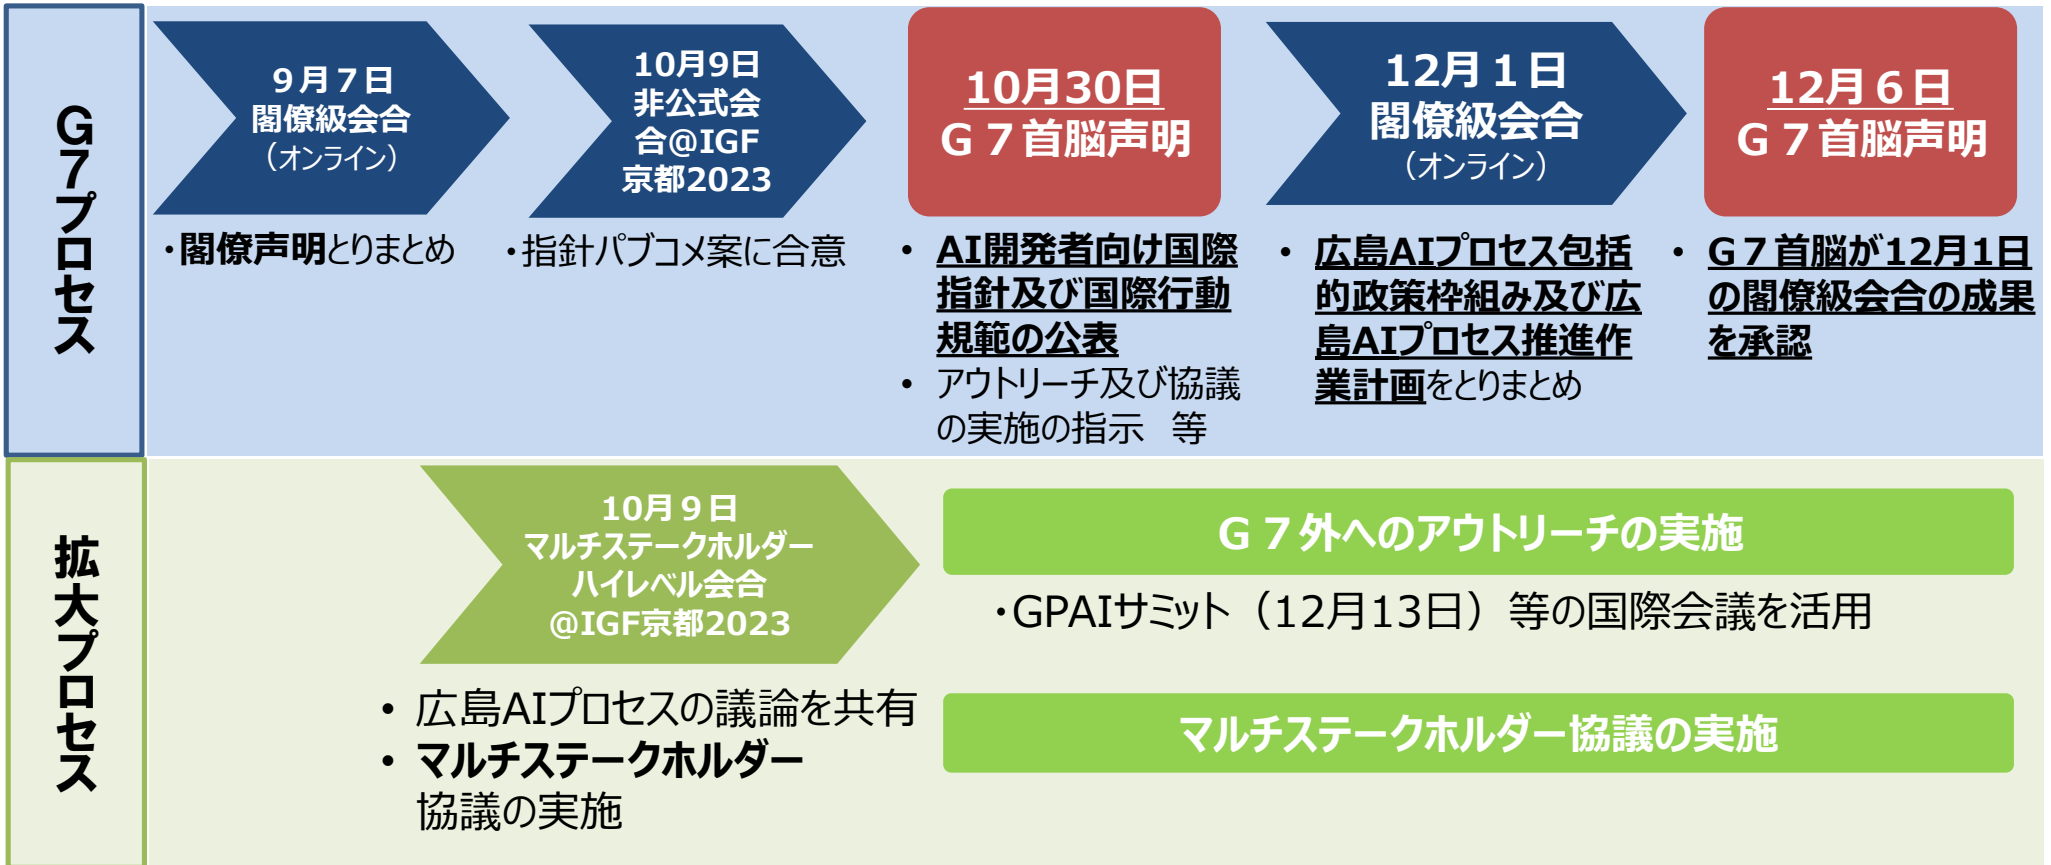 G7プロセス
9月7日
閣僚級会合
（オンライン）
・閣僚声明とりまとめ
10月9日
非公式会
合@IGF
京都2023
・指針パブコメ案に合意
10月30日
G７首脳声明
• AI開発者向け国際
指針及び国際行動
規範の公表
• アウトリーチ及び協議
の実施の指示　等
12月１日
閣僚級会合
（オンライン）
• 広島AIプロセス包括
的政策枠組み及び広
島AIプロセス推進作
業計画をとりまとめ
12月６日
G７首脳声明
• G７首脳が12月1日
の閣僚級会合の成果
を承認
拡大プロセス
10月９日
マルチステークホルダー
ハイレベル会合
@IGF京都2023
• 広島AIプロセスの議論を共有
• マルチステークホルダー
協議の実施
G７外へのアウトリーチの実施
・GPAIサミット（12月13日）等の国際会議を活用
マルチステークホルダー協議の実施